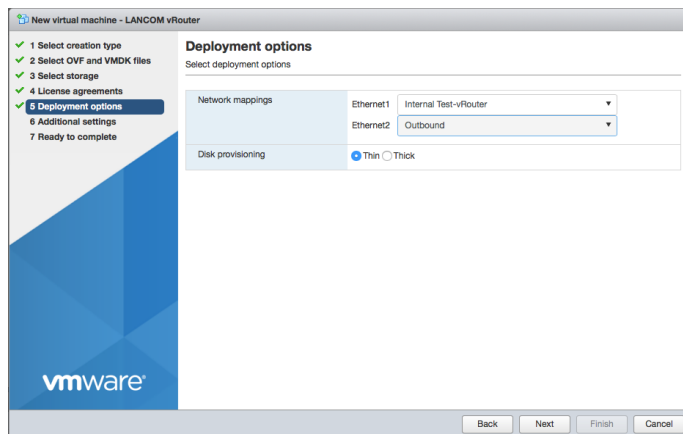 New virtual machine - LANCOM vRouter
1 Select creation type
2 Select OVF and VMDK files
3 Select storage
4 License agreements
5 Deployment options
6 Additional settings
7 Ready to complete
vmware®
Deployment options
Select deployment options
Network mappings
Ethernet1 Internal Test-vRouter
Ethernet2 Outbound
Disk provisioning
Thin Thick
Back Next Finish Cancel